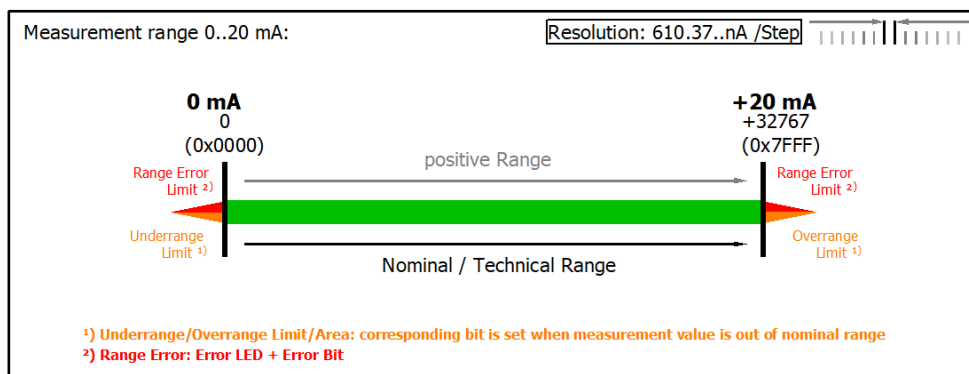 Measurement range 0..20 mA:
Resolution: 610.37..nA /Step
0 mA
0
(0x0000)
+20 mA
+32767
(0x7FFF)
positive Range
Range Error
Limit ²⁾
Range Error
Limit ²⁾
Underrange
Limit ¹⁾
Overrange
Limit ¹⁾
Nominal / Technical Range
¹⁾ Underrange/Overrange Limit/Area: corresponding bit is set when measurement value is out of nominal range
²⁾ Range Error: Error LED + Error Bit